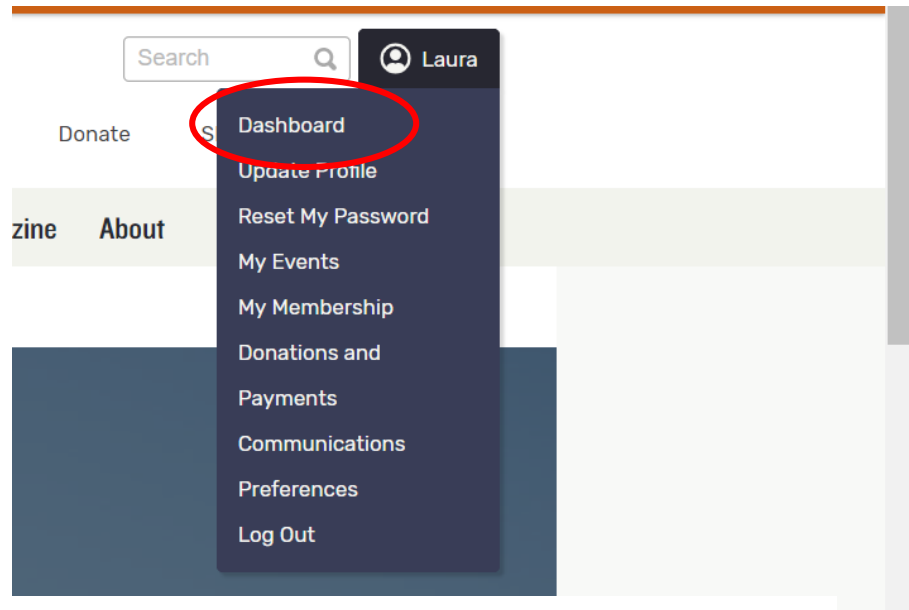 Search
Laura
Donate
Dashboard
Update Profile
zine About
Reset My Password
My Events
My Membership
Donations and
Payments
Communications
Preferences
Log Out